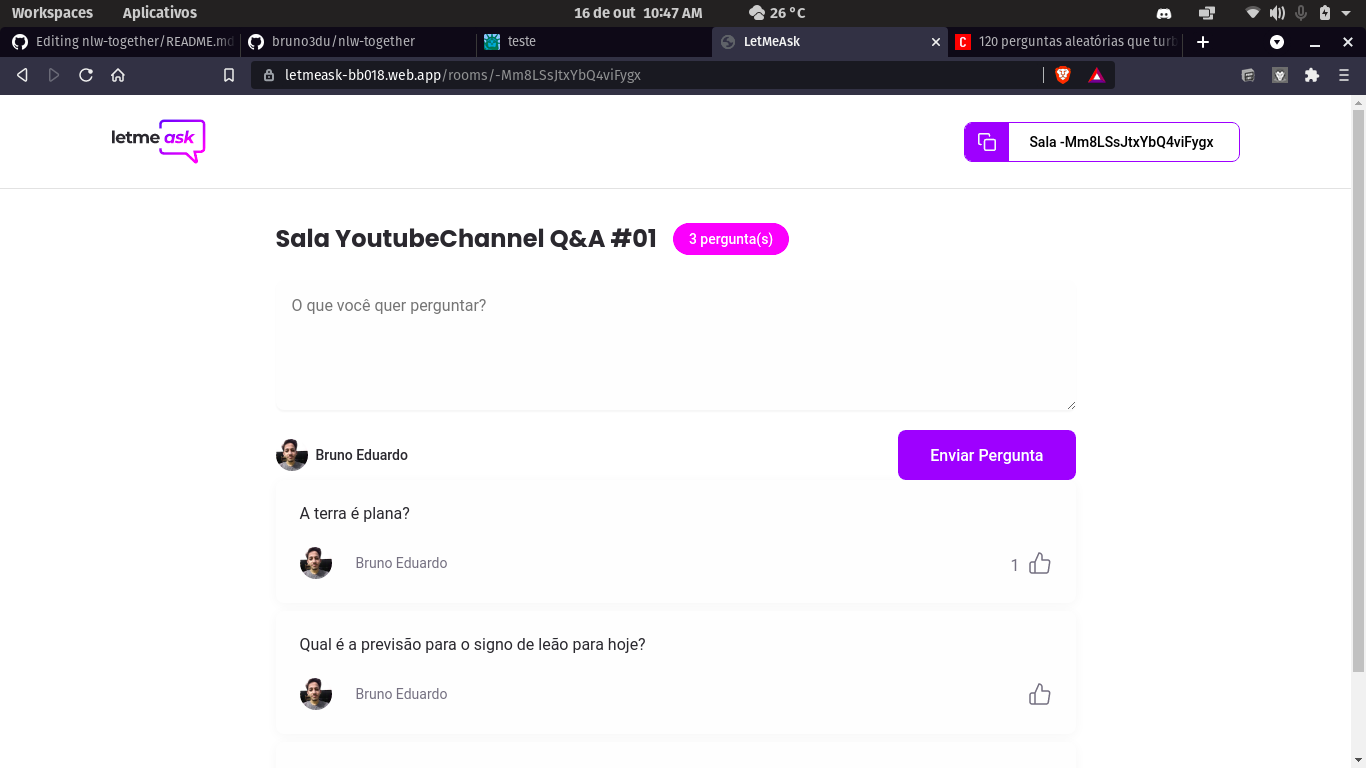 Workspaces Aplicativos 16 de out 10:47 AM 26 °C
Editing nlw-together/README.md bruno3du/nlw-together teste LetMeAsk 120 perguntas aleatórias que turb
letmeask-bb018.web.app/rooms/-Mm8LSsJtxYbQ4viFygx
letme ask
Sala -Mm8LSsJtxYbQ4viFygx
Sala YoutubeChannel Q&A #01 3 pergunta(s)
O que você quer perguntar?
Bruno Eduardo Enviar Pergunta
A terra é plana?
Bruno Eduardo 1
Qual é a previsão para o signo de leão para hoje?
Bruno Eduardo